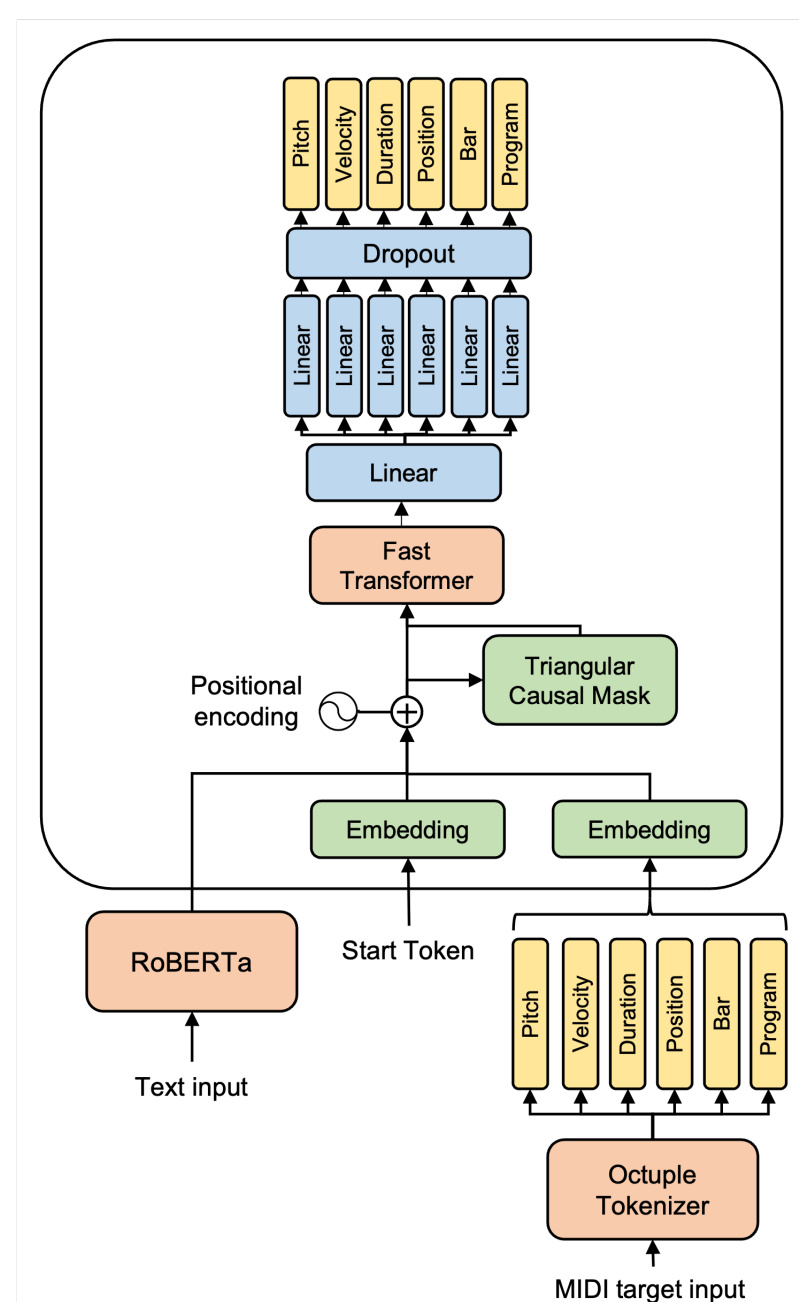 Pitch
Velocity
Duration
Position
Bar
Program
Dropout
Linear
Linear
Linear
Linear
Linear
Linear
Linear
Fast
Transformer
Triangular
Causal Mask
Positional
encoding
Embedding
Embedding
RoBERTa
Start Token
Text input
Pitch
Velocity
Duration
Position
Bar
Program
Octuple
Tokenizer
MIDI target input